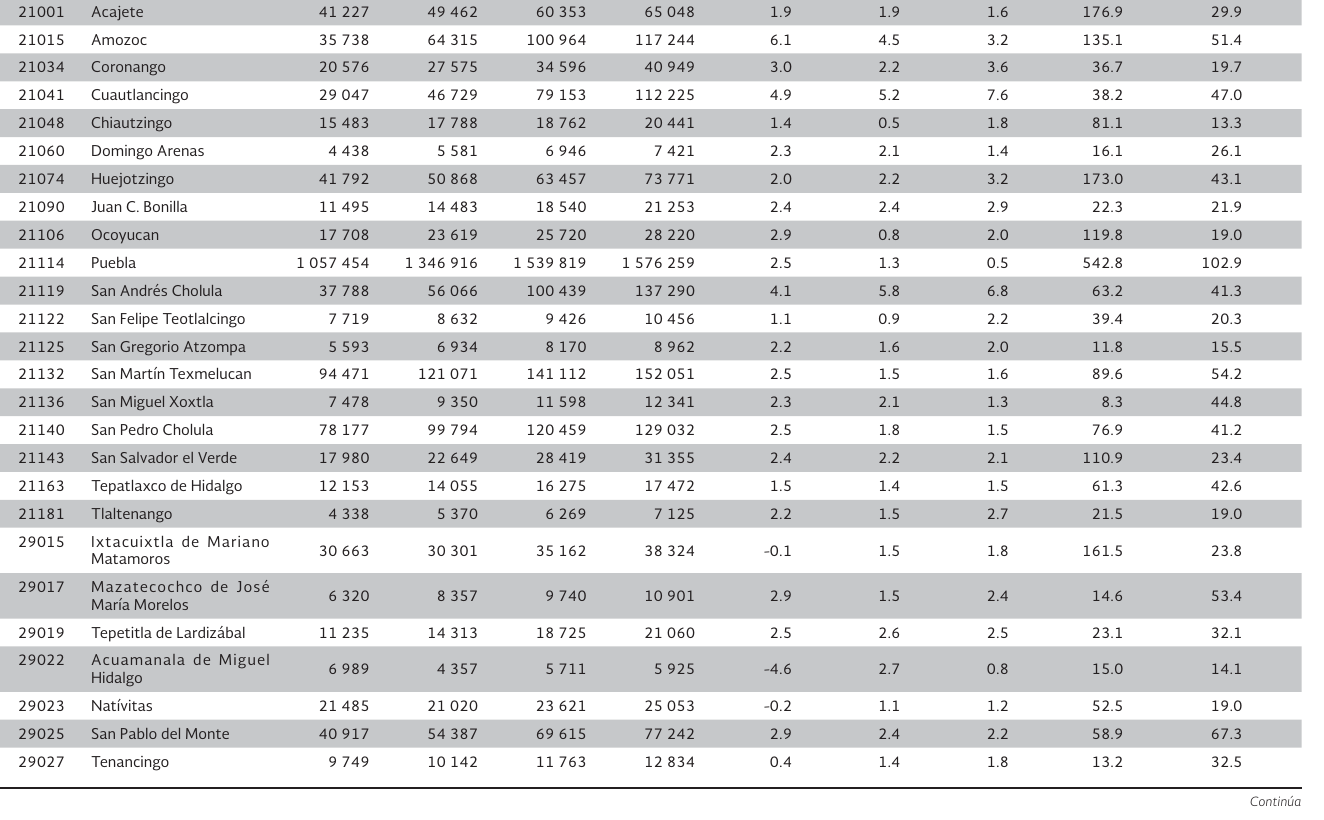 21001 Acajete 41 227 49 462 60 353 65 048 1.9 1.9 1.6 176.9 29.9
21015 Amozoc 35 738 64 315 100 964 117 244 6.1 4.5 3.2 135.1 51.4
21034 Coronango 20 576 27 575 34 596 40 949 3.0 2.2 3.6 36.7 19.7
21041 Cuautlancingo 29 047 46 729 79 153 112 225 4.9 5.2 7.6 38.2 47.0
21048 Chiautzingo 15 483 17 788 18 762 20 441 1.4 0.5 1.8 81.1 13.3
21060 Domingo Arenas 4 438 5 581 6 946 7 421 2.3 2.1 1.4 16.1 26.1
21074 Huejotzingo 41 792 50 868 63 457 73 771 2.0 2.2 3.2 173.0 43.1
21090 Juan C. Bonilla 11 495 14 483 18 540 21 253 2.4 2.4 2.9 22.3 21.9
21106 Ocoyucan 17 708 23 619 25 720 28 220 2.9 0.8 2.0 119.8 19.0
21114 Puebla 1 057 454 1 346 916 1 539 819 1 576 259 2.5 1.3 0.5 542.8 102.9
21119 San Andrés Cholula 37 788 56 066 100 439 137 290 4.1 5.8 6.8 63.2 41.3
21122 San Felipe Teotlalcingo 7 719 8 632 9 426 10 456 1.1 0.9 2.2 39.4 20.3
21125 San Gregorio Atzompa 5 593 6 934 8 170 8 962 2.2 1.6 2.0 11.8 15.5
21132 San Martín Texmelucan 94 471 121 071 141 112 152 051 2.5 1.5 1.6 89.6 54.2
21136 San Miguel Xoxtla 7 478 9 350 11 598 12 341 2.3 2.1 1.3 8.3 44.8
21140 San Pedro Cholula 78 177 99 794 120 459 129 032 2.5 1.8 1.5 76.9 41.2
21143 San Salvador el Verde 17 980 22 649 28 419 31 355 2.4 2.2 2.1 110.9 23.4
21163 Tepatlaxco de Hidalgo 12 153 14 055 16 275 17 472 1.5 1.4 1.5 61.3 42.6
21181 Tlaltenango 4 338 5 370 6 269 7 125 2.2 1.5 2.7 21.5 19.0
29015 Ixtacuixtla de Mariano
Matamoros 30 663 30 301 35 162 38 324 -0.1 1.5 1.8 161.5 23.8
29017 Mazatecochco de José
María Morelos 6 320 8 357 9 740 10 901 2.9 1.5 2.4 14.6 53.4
29019 Tepetitla de Lardizábal 11 235 14 313 18 725 21 060 2.5 2.6 2.5 23.1 32.1
29022 Acuamanala de Miguel
Hidalgo 6 989 4 357 5 711 5 925 -4.6 2.7 0.8 15.0 14.1
29023 Natívitas 21 485 21 020 23 621 25 053 -0.2 1.1 1.2 52.5 19.0
29025 San Pablo del Monte 40 917 54 387 69 615 77 242 2.9 2.4 2.2 58.9 67.3
29027 Tenancingo 9 749 10 142 11 763 12 834 0.4 1.4 1.8 13.2 32.5
Continúa